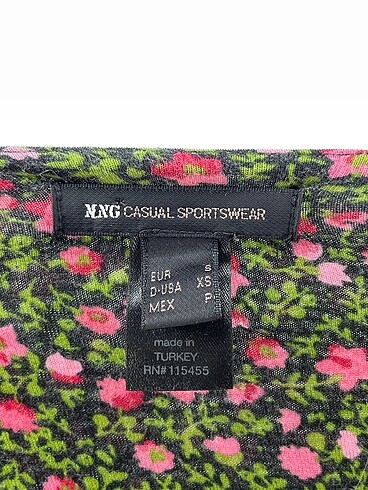 MNG CASUAL SPORTSWEAR
EUR S
D·USA XS
MEX P
made in
TURKEY
RN# 115455